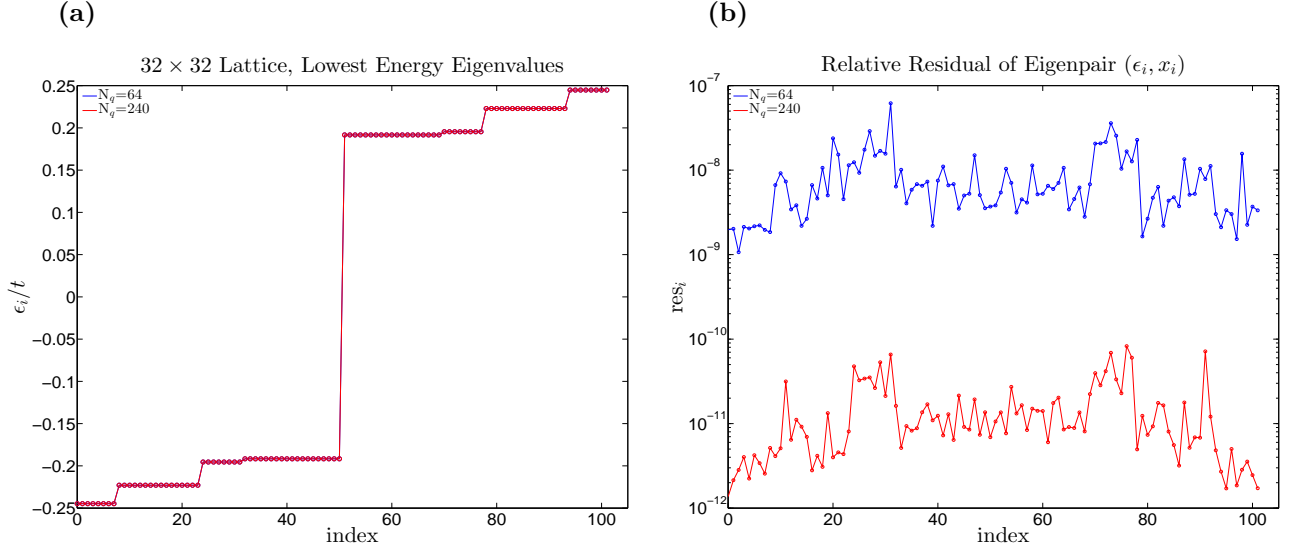 (a)
32 × 32 Lattice, Lowest Energy Eigenvalues
N_q=64
N_q=240
0.25
0.2
0.15
0.1
0.05
0
−0.05
−0.1
−0.15
−0.2
−0.25
ϵ_i/t
0 20 40 60 80 100
index
(b)
Relative Residual of Eigenpair (ϵ_i, x_i)
N_q=64
N_q=240
10^−7
10^−8
10^−9
10^−10
10^−11
10^−12
res_i
0 20 40 60 80 100
index